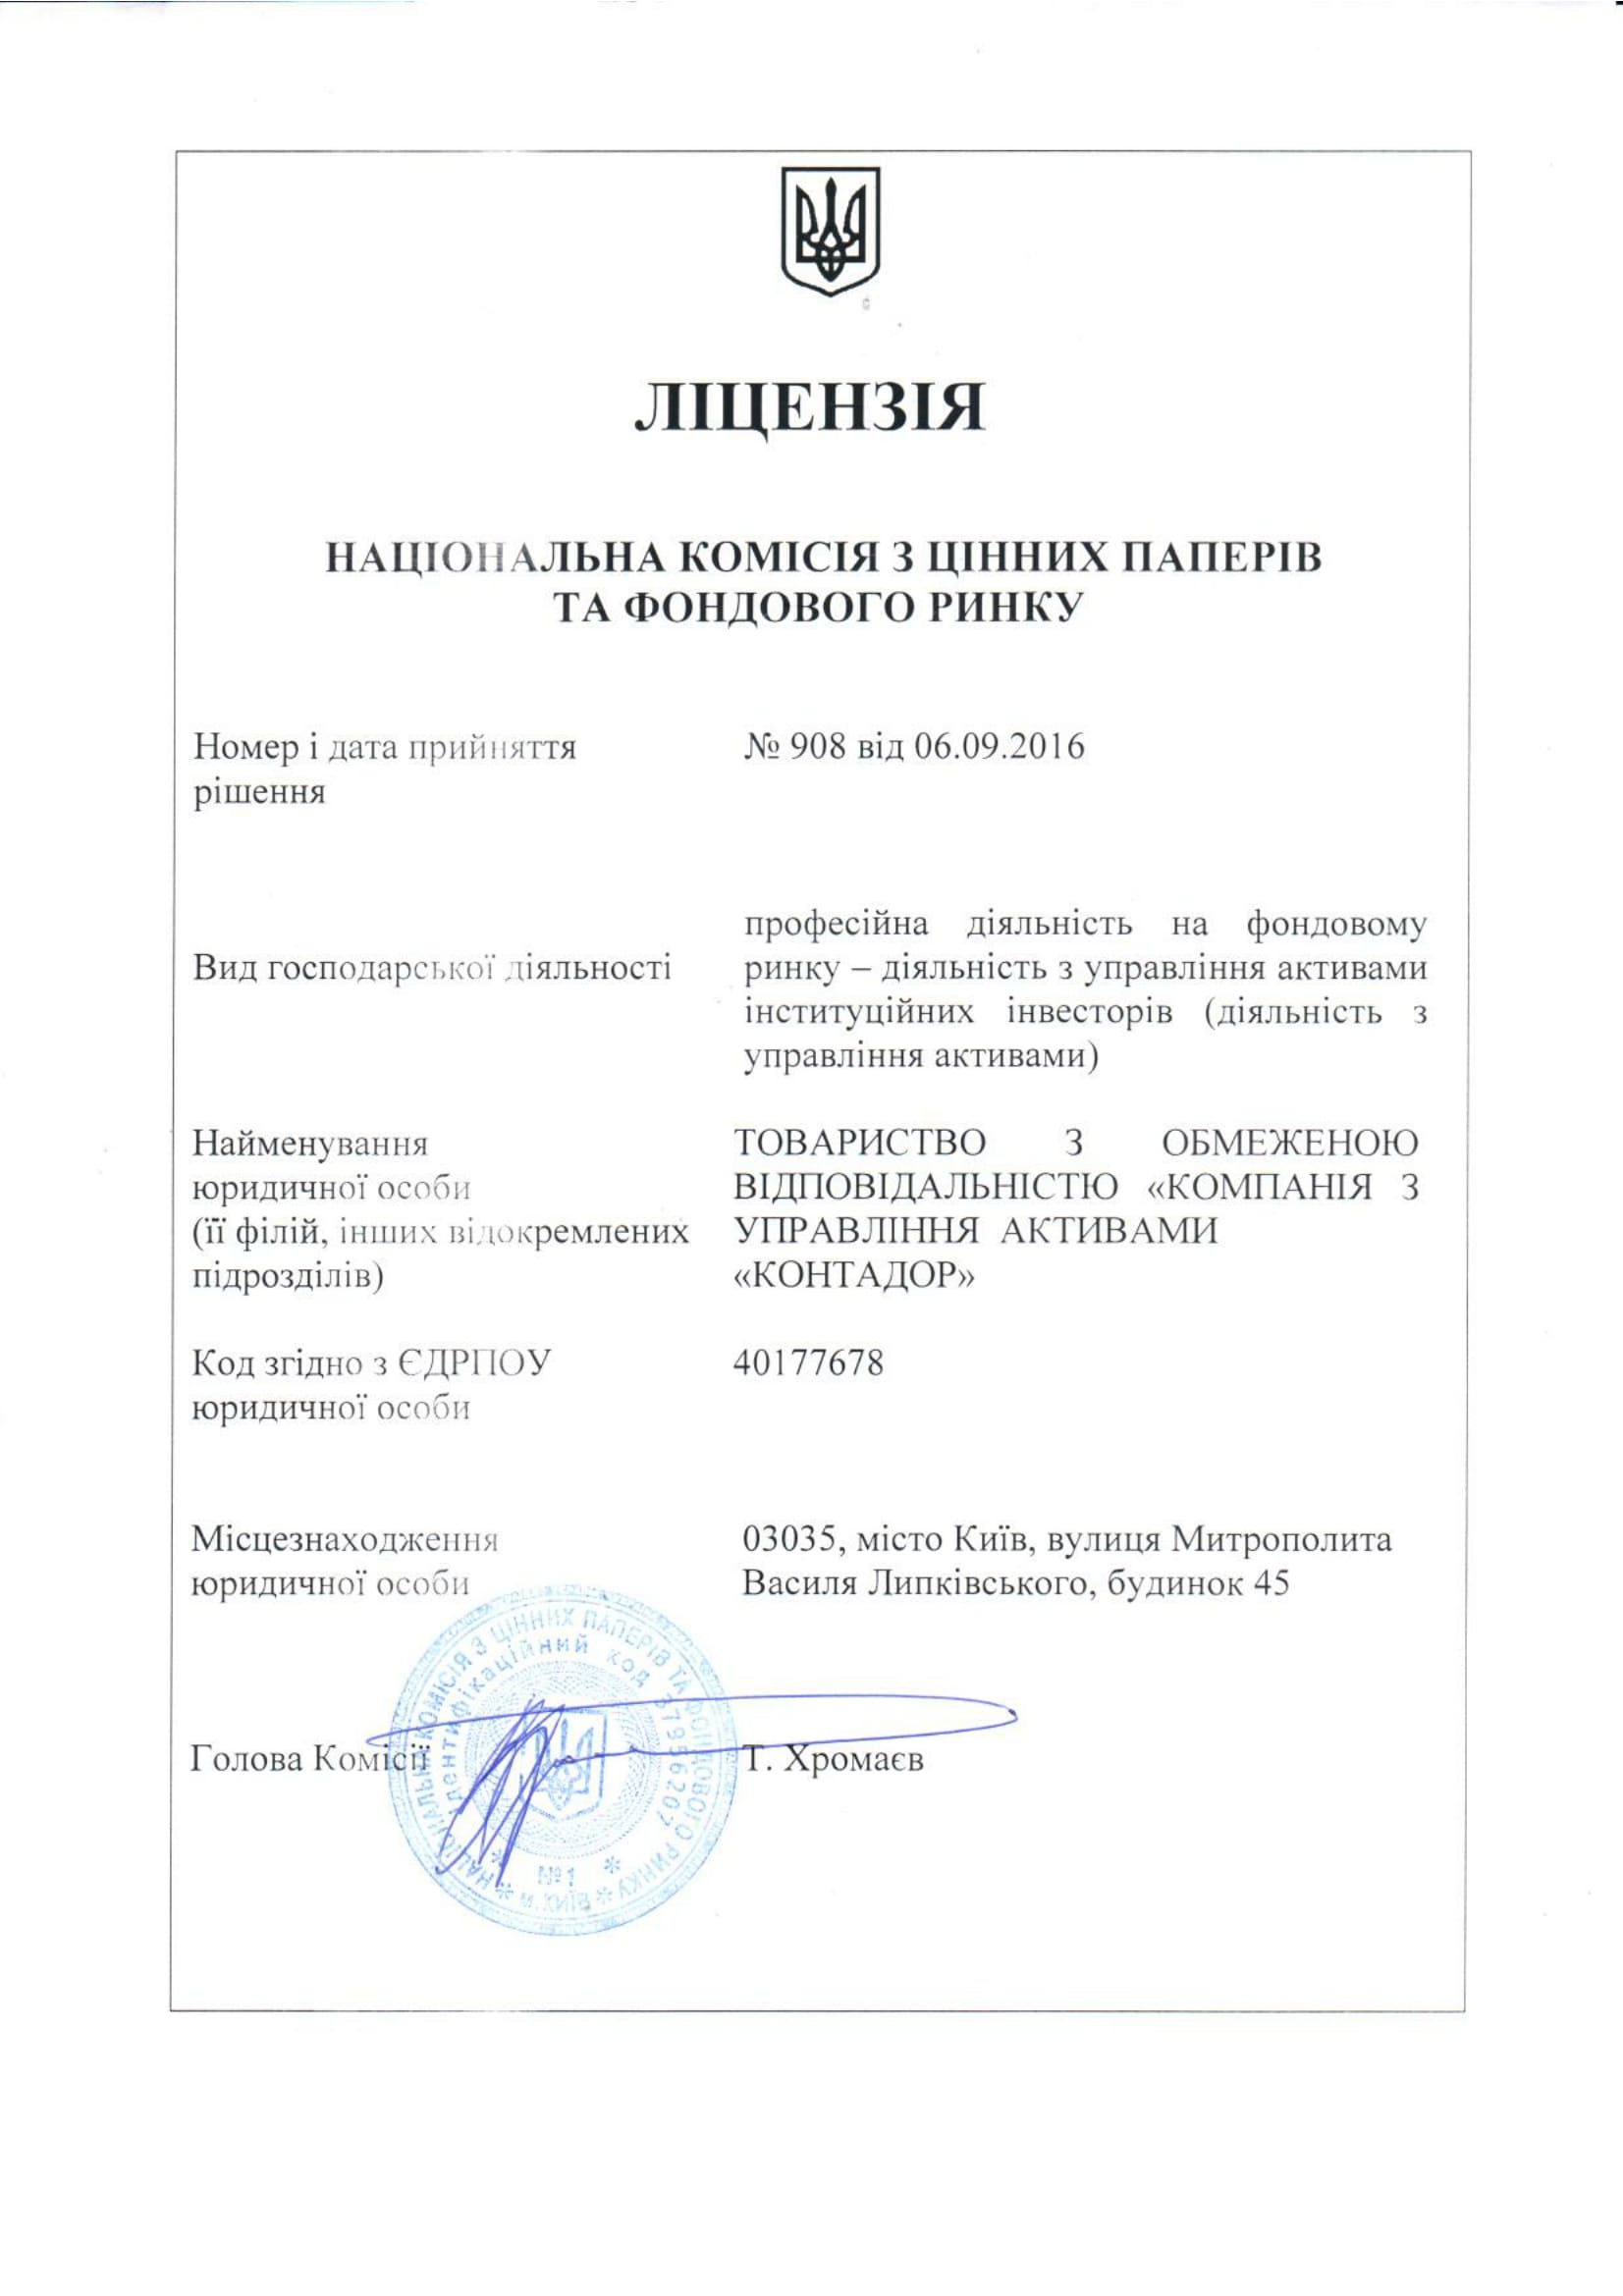 ЛІЦЕНЗІЯ
НАЦІОНАЛЬНА КОМІСІЯ З ЦІННИХ ПАПЕРІВ
ТА ФОНДОВОГО РИНКУ
Номер і дата прийняття
рішення
№ 908 від 06.09.2016
Вид господарської діяльності
професійна діяльність на фондовому
ринку – діяльність з управління активами
інституційних інвесторів (діяльність з
управління активами)
Найменування
юридичної особи
(її філій, інших відокремлених
підрозділів)
ТОВАРИСТВО З ОБМЕЖЕНОЮ
ВІДПОВІДАЛЬНІСТЮ «КОМПАНІЯ З
УПРАВЛІННЯ АКТИВАМИ
«КОНТАДОР»
Код згідно з ЄДРПОУ
юридичної особи
40177678
Місцезнаходження
юридичної особи
03035, місто Київ, вулиця Митрополита
Василя Липківського, будинок 45
Голова Комісії
Т. Хромаєв
НАЦІОНАЛЬНА КОМІСІЯ З ЦІННИХ ПАПЕРІВ ТА ФОНДОВОГО РИНКУ * м. КИЇВ *
Ідентифікаційний код 37956207
* №1 *